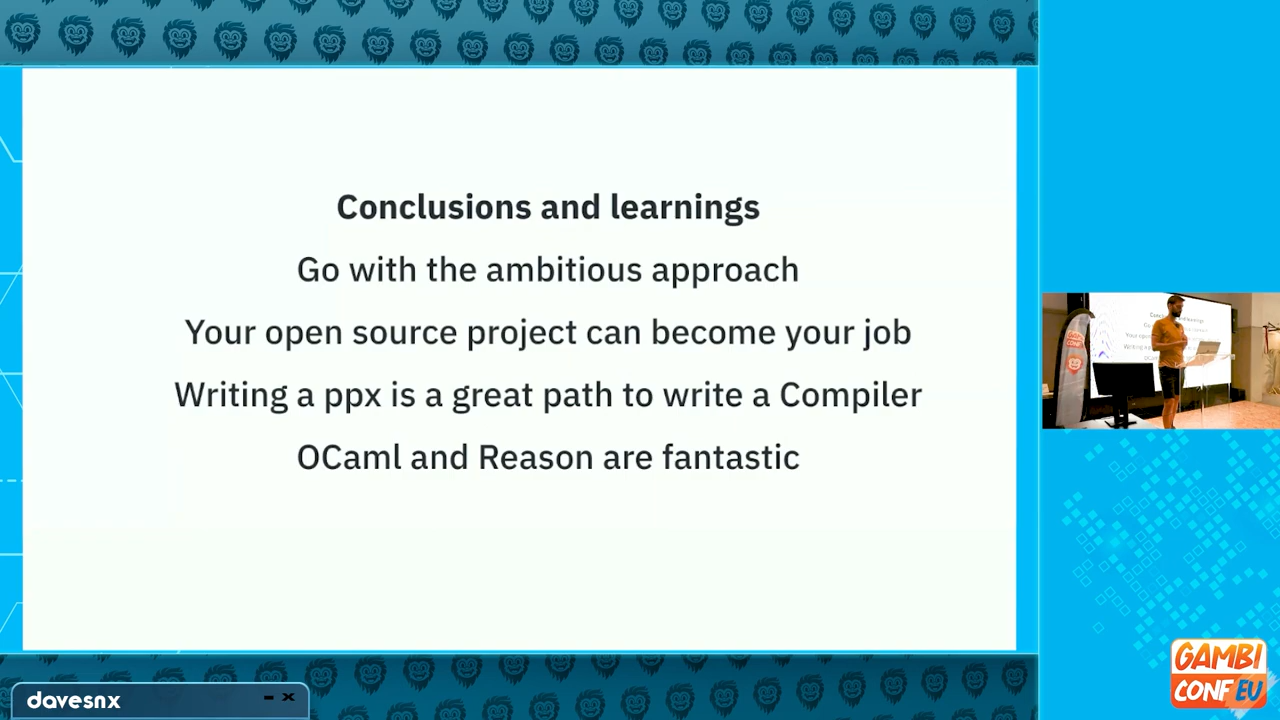 Conclusions and learnings
Go with the ambitious approach
Your open source project can become your job
Writing a ppx is a great path to write a Compiler
OCaml and Reason are fantastic
davesnx
GAMBI
CONF EU